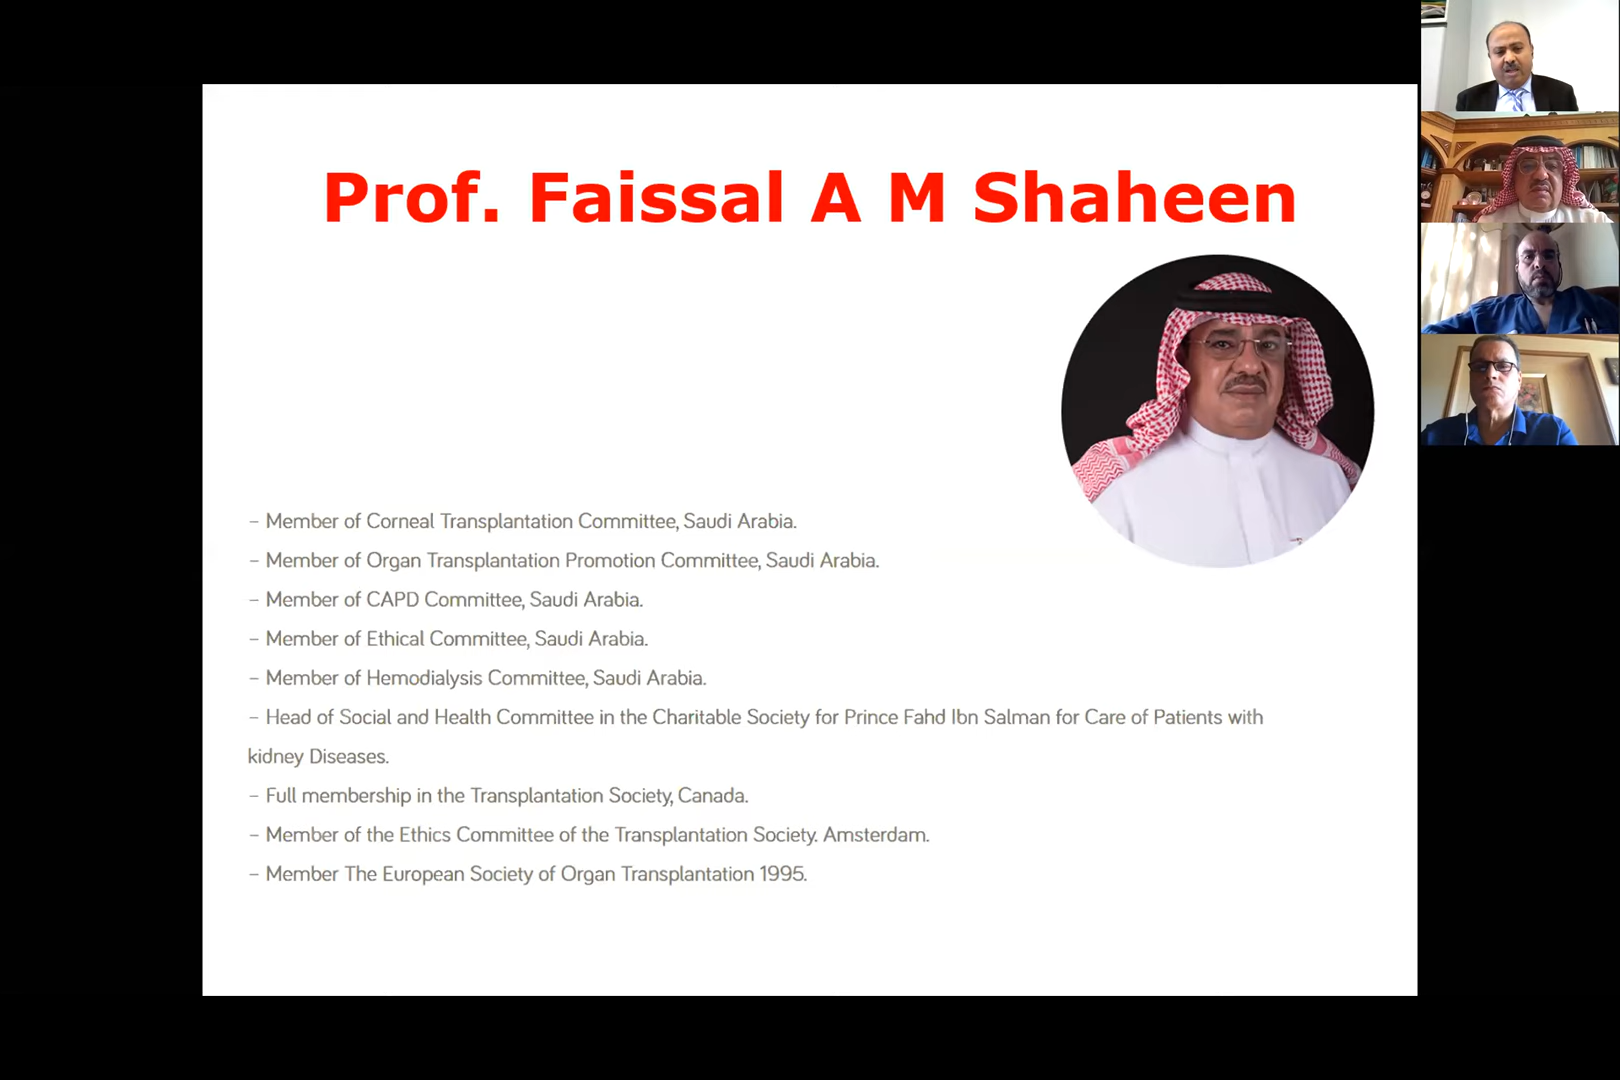 Prof. Faissal A M Shaheen
– Member of Corneal Transplantation Committee, Saudi Arabia.
– Member of Organ Transplantation Promotion Committee, Saudi Arabia.
– Member of CAPD Committee, Saudi Arabia.
– Member of Ethical Committee, Saudi Arabia.
– Member of Hemodialysis Committee, Saudi Arabia.
– Head of Social and Health Committee in the Charitable Society for Prince Fahd Ibn Salman for Care of Patients with
kidney Diseases.
– Full membership in the Transplantation Society, Canada.
– Member of the Ethics Committee of the Transplantation Society. Amsterdam.
– Member The European Society of Organ Transplantation 1995.